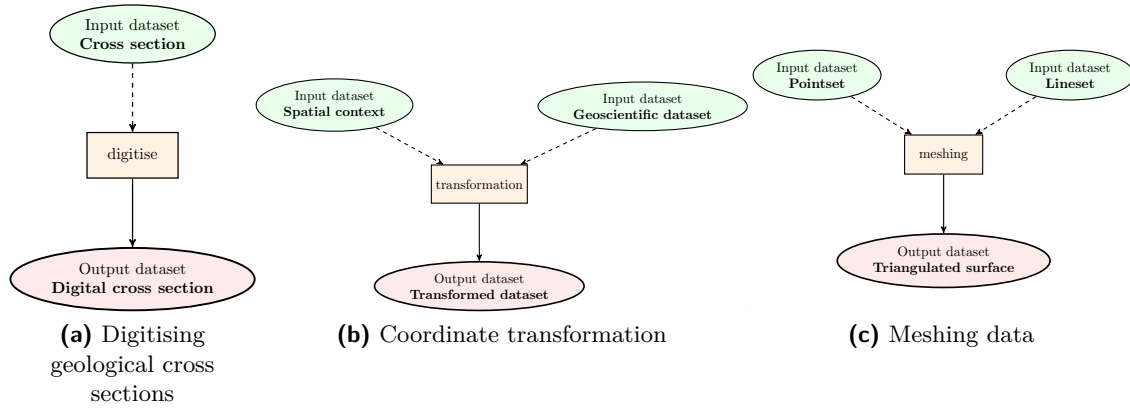 Input dataset
Cross section
digitise
Output dataset
Digital cross section
(a) Digitising
geological cross
sections
Input dataset
Spatial context
Input dataset
Geoscientific dataset
transformation
Output dataset
Transformed dataset
(b) Coordinate transformation
Input dataset
Pointset
Input dataset
Lineset
meshing
Output dataset
Triangulated surface
(c) Meshing data